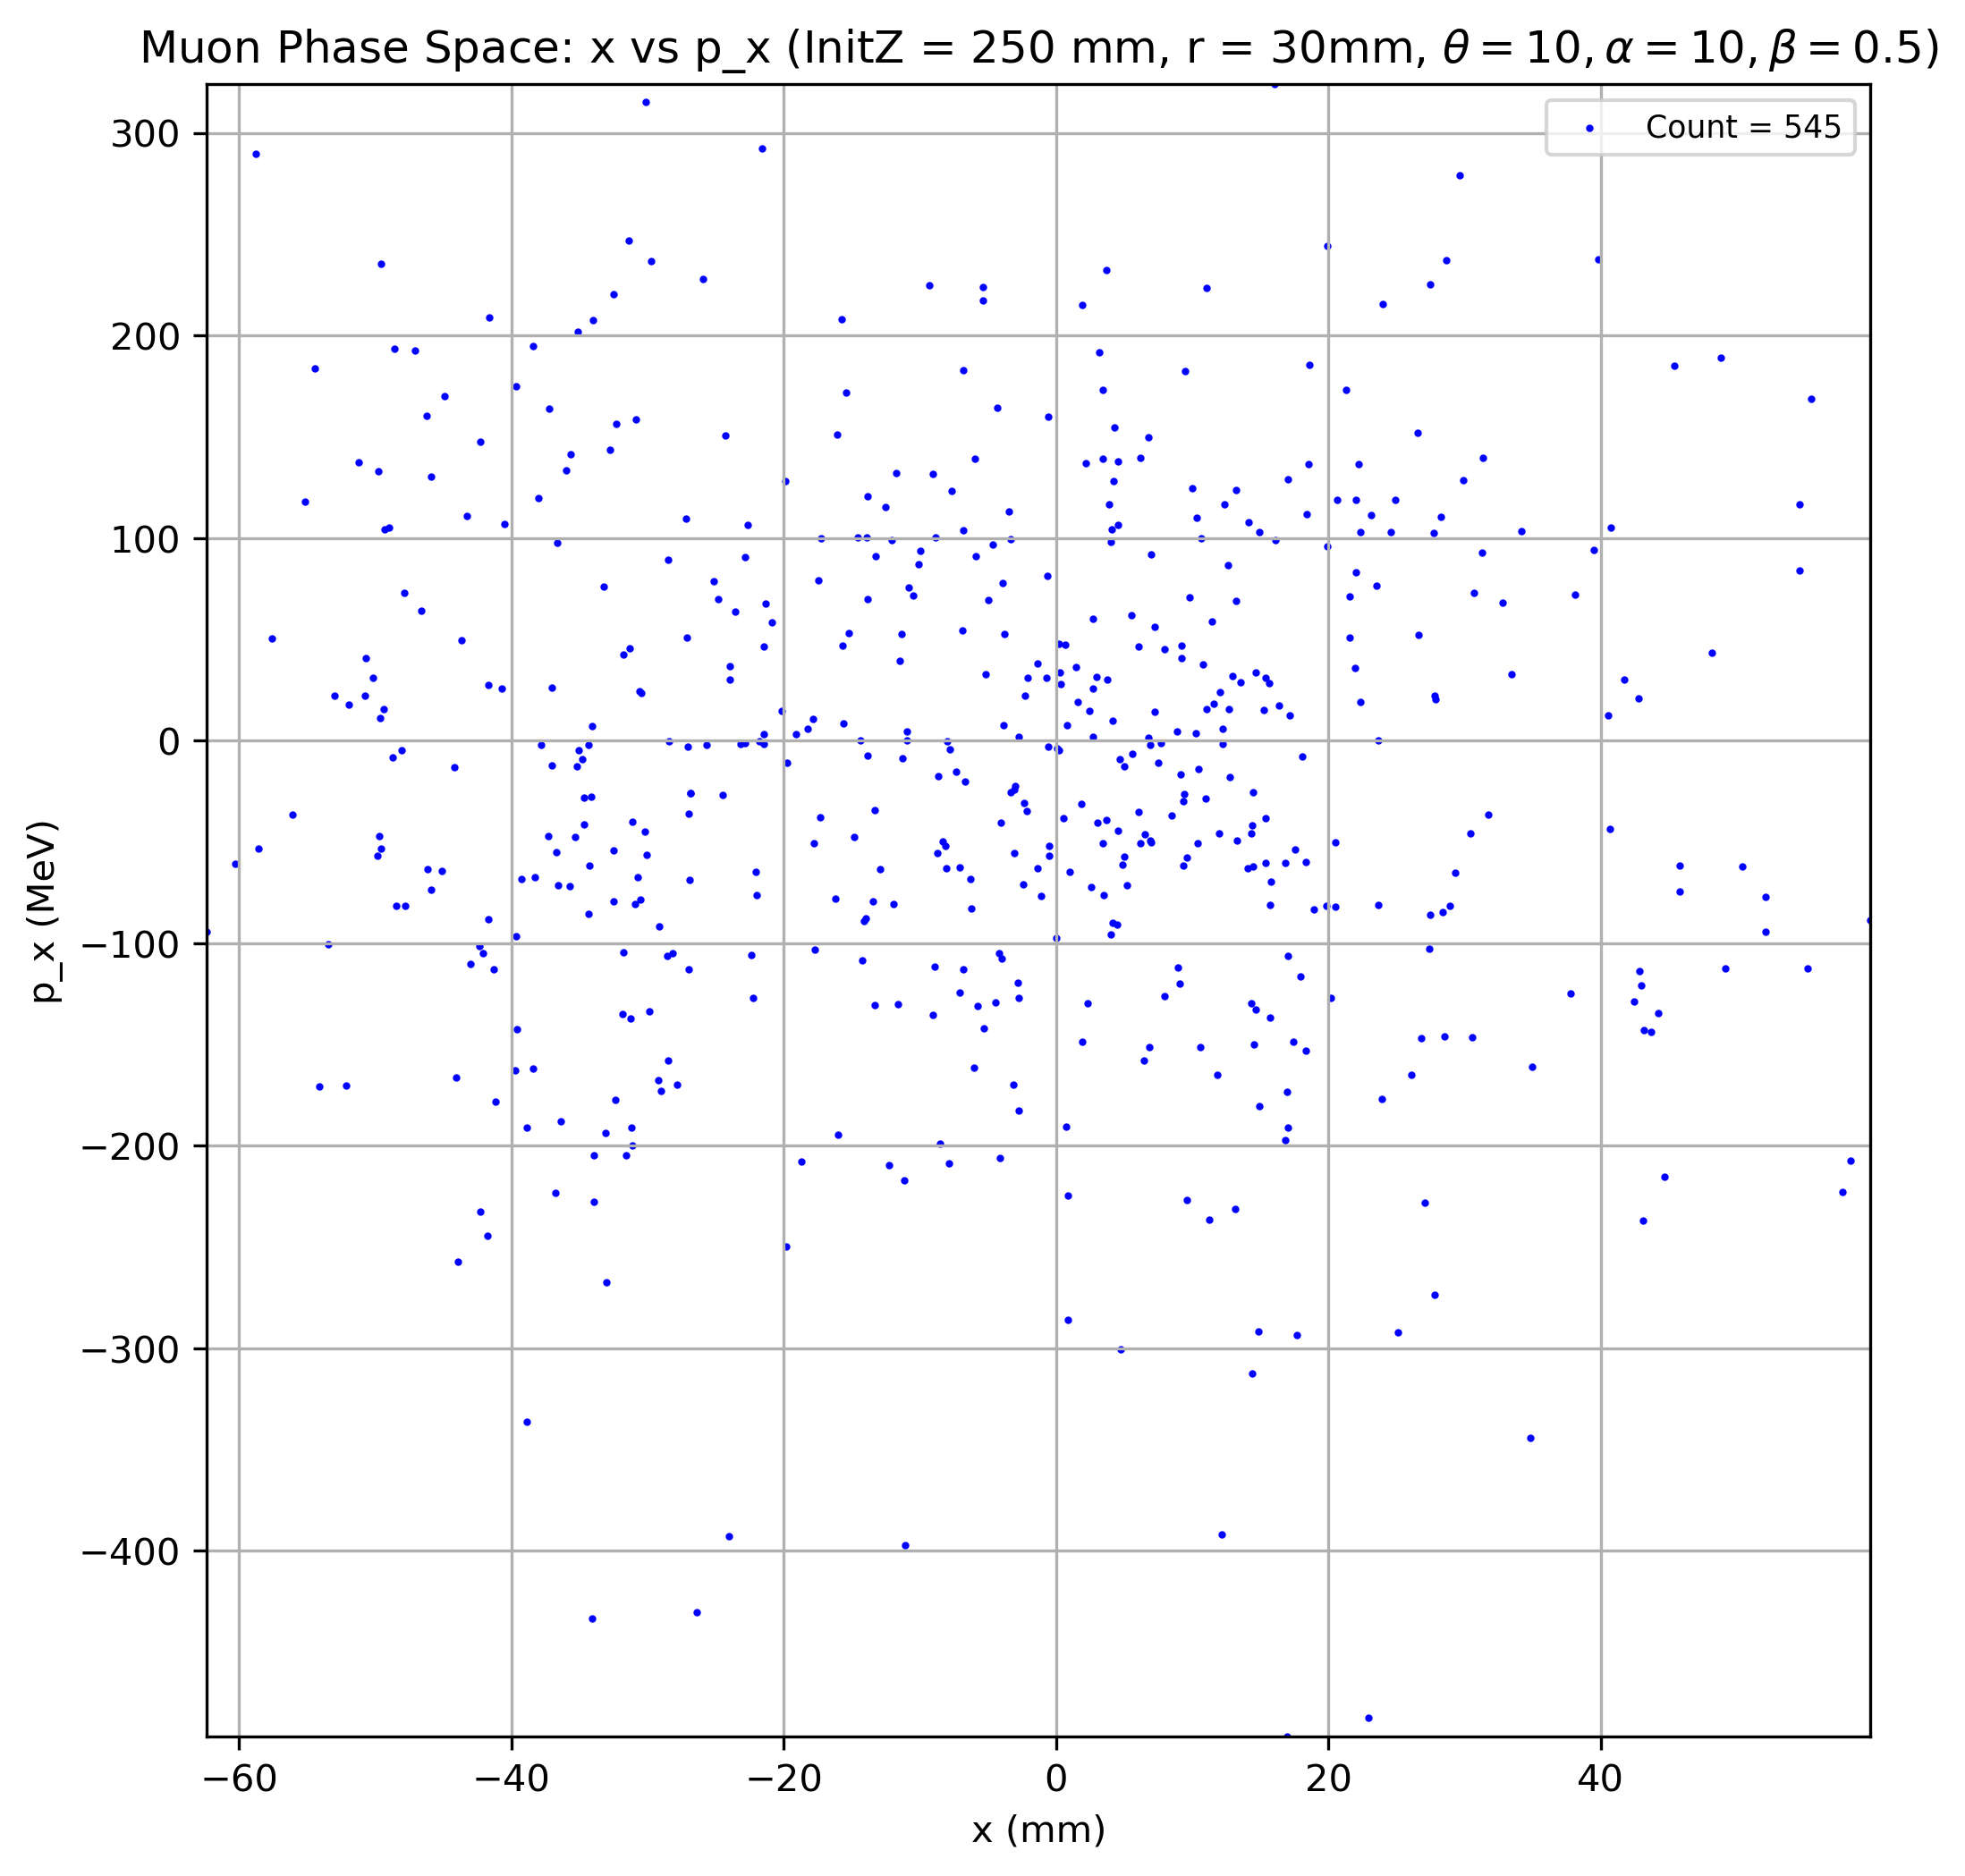 Muon Phase Space: x vs p_x (InitZ = 250 mm, r = 30mm, θ = 10, α = 10, β = 0.5)
Count = 545
300
200
100
0
−100
−200
−300
−400
p_x (MeV)
−60 −40 −20 0 20 40
x (mm)